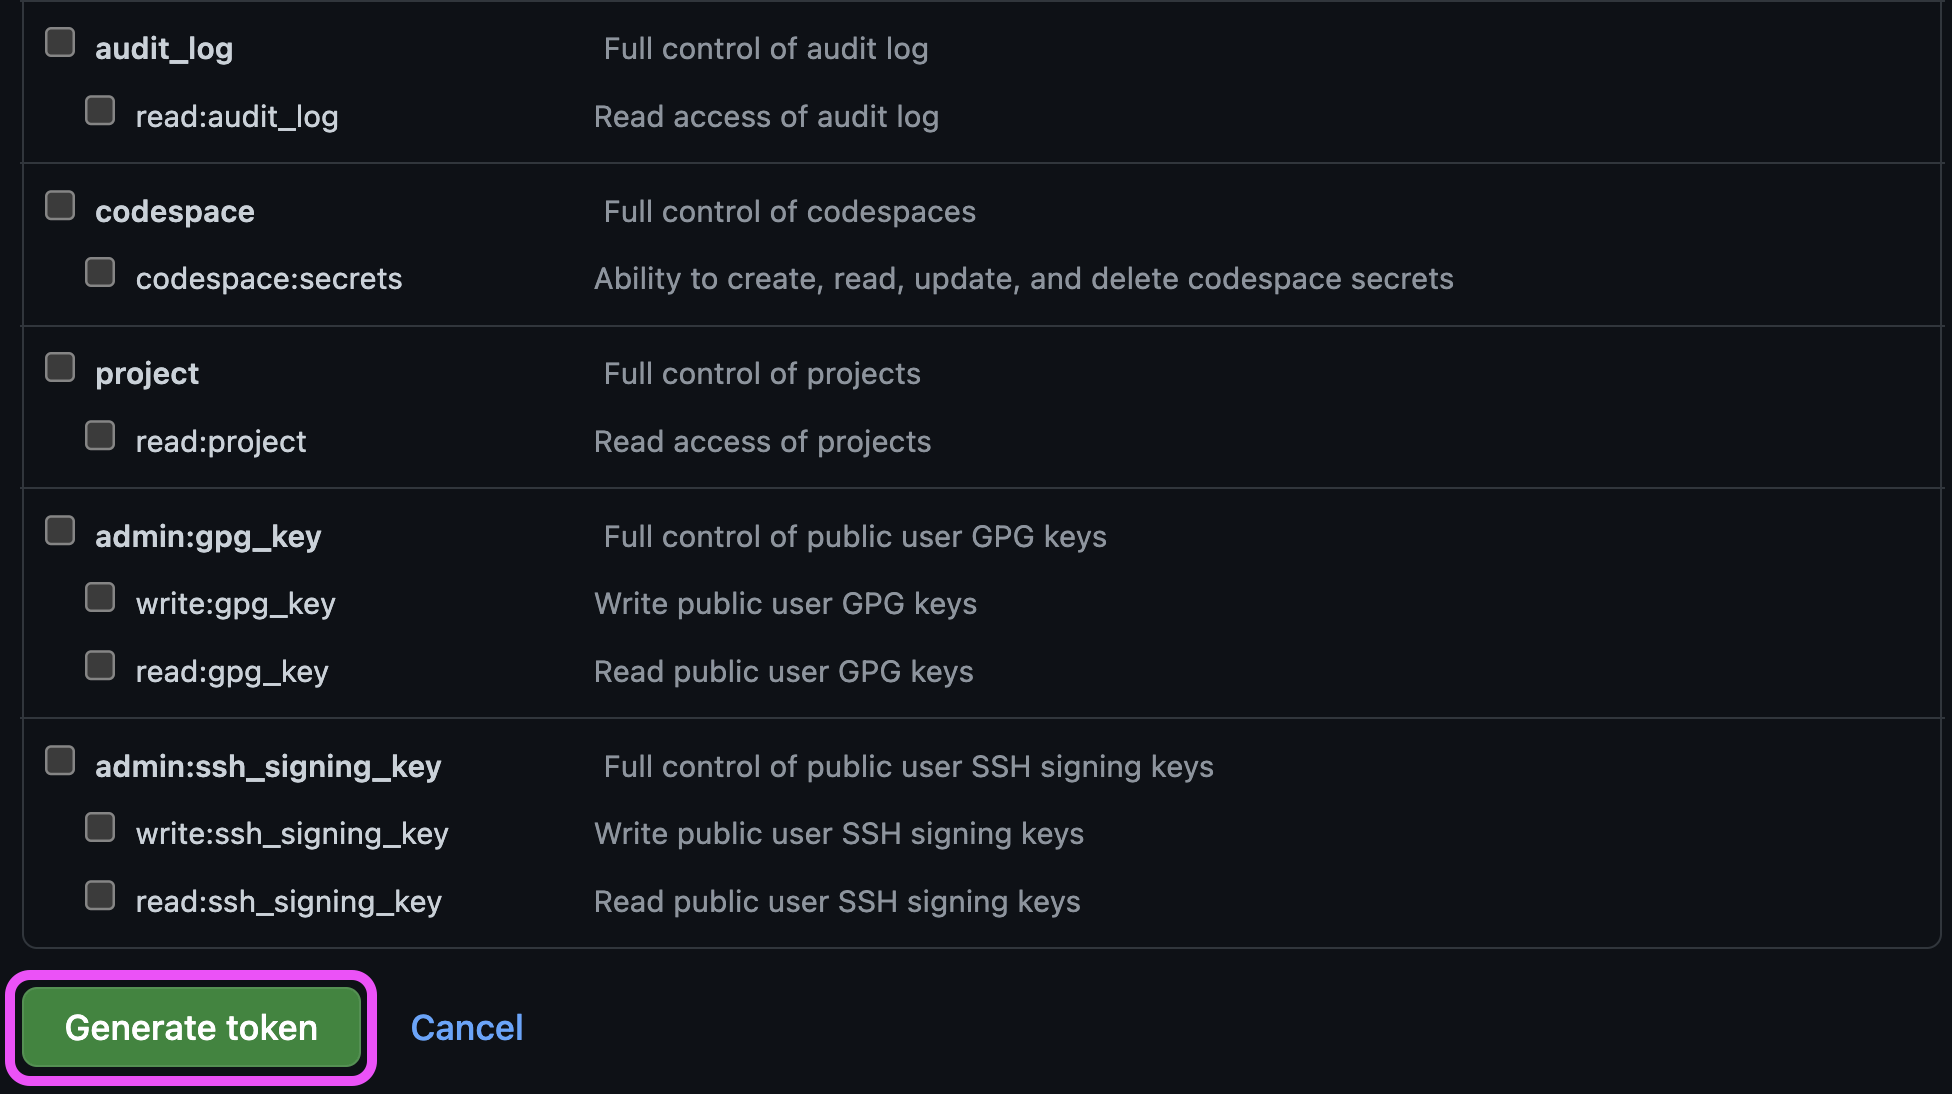 audit_log Full control of audit log
read:audit_log Read access of audit log
codespace Full control of codespaces
codespace:secrets Ability to create, read, update, and delete codespace secrets
project Full control of projects
read:project Read access of projects
admin:gpg_key Full control of public user GPG keys
write:gpg_key Write public user GPG keys
read:gpg_key Read public user GPG keys
admin:ssh_signing_key Full control of public user SSH signing keys
write:ssh_signing_key Write public user SSH signing keys
read:ssh_signing_key Read public user SSH signing keys
Generate token Cancel